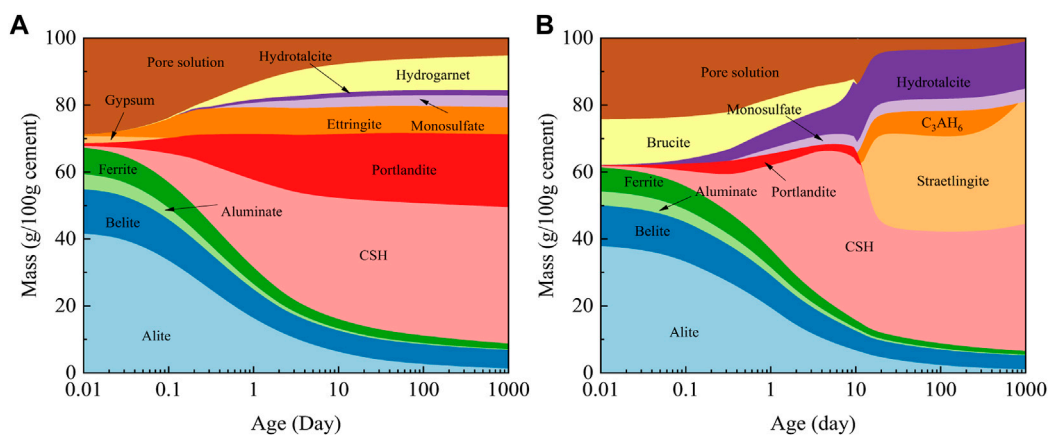 A
Mass (g/100g cement)
100
80
60
40
20
0
Pore solution
Hydrotalcite
Hydrogarnet
Gypsum
Ettringite
Monosulfate
Portlandite
Ferrite
Aluminate
Belite
CSH
Alite
0.01
0.1
1
10
100
1000
Age (Day)
B
Mass (g/100g cement)
100
80
60
40
20
0
Pore solution
Hydrotalcite
Monosulfate
C₃AH₆
Brucite
Straetlingite
Ferrite
Aluminate
Portlandite
Belite
CSH
Alite
0.01
0.1
1
10
100
1000
Age (day)